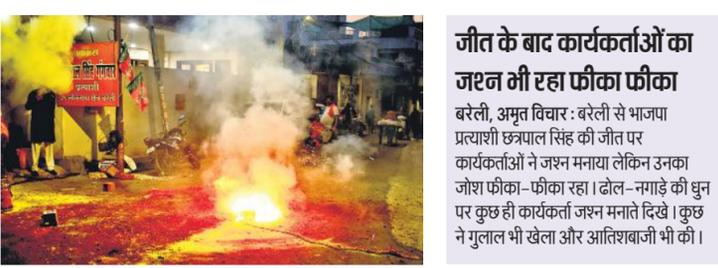 प्रत्याशी
जीत के बाद कार्यकर्ताओं का
जश्न भी रहा फीका फीका
बरेली, अमृत विचार : बरेली से भाजपा
प्रत्याशी छत्रपाल सिंह की जीत पर
कार्यकर्ताओं ने जश्न मनाया लेकिन उनका
जोश फीका-फीका रहा। ढोल-नगाड़े की धुन
पर कुछ ही कार्यकर्ता जश्न मनाते दिखे। कुछ
ने गुलाल भी खेला और आतिशबाजी भी की।